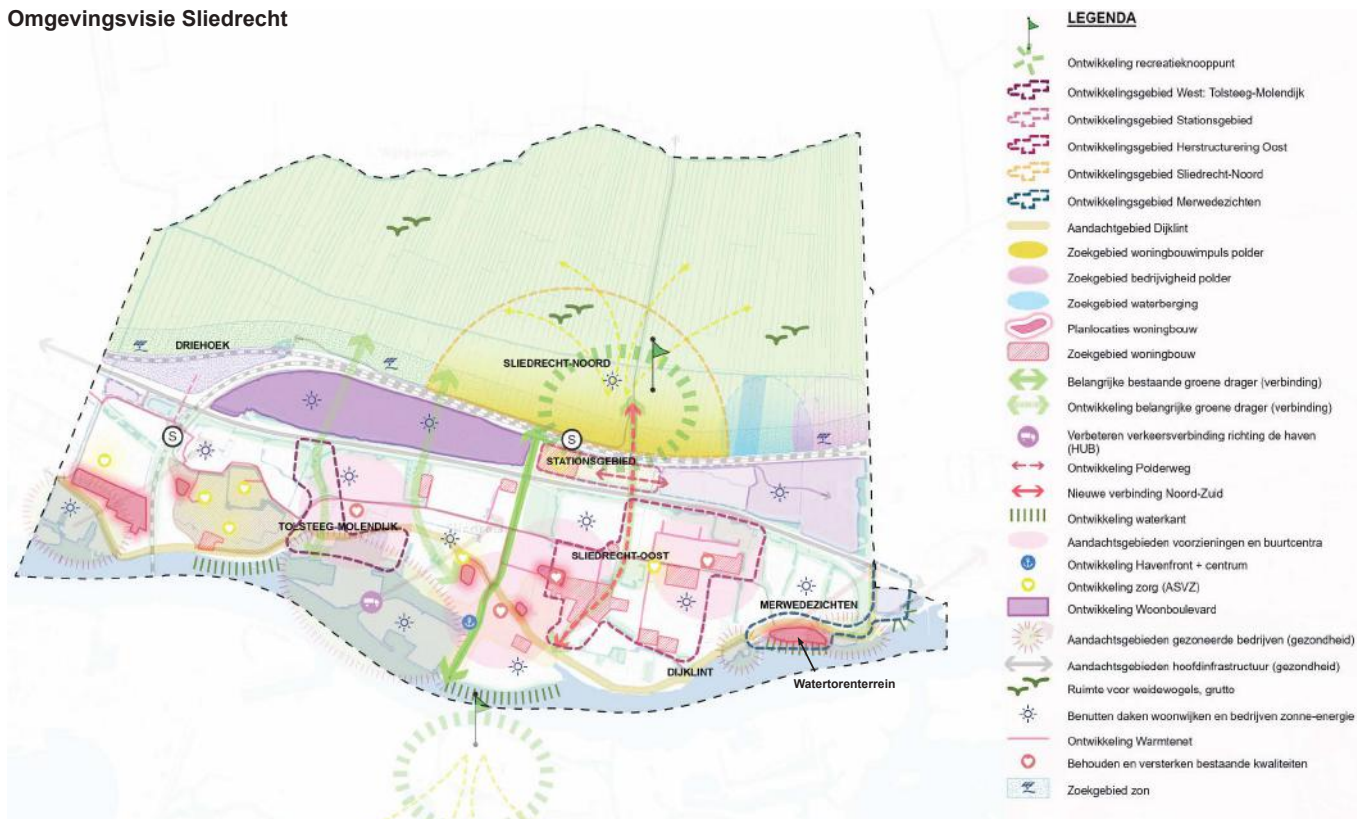 Omgevingsvisie Sliedrecht
DRIEHOEK
SLIEDRECHT-NOORD
S
S
STATIONSGEBIED
TOLSTEEG-MOLENDIJK
SLIEDRECHT-OOST
MERWEDEZICHTEN
DIJKLINT
Watertorenterrein
LEGENDA
Ontwikkeling recreatieknooppunt
Ontwikkelingsgebied West: Tolsteeg-Molendijk
Ontwikkelingsgebied Stationsgebied
Ontwikkelingsgebied Herstructurering Oost
Ontwikkelingsgebied Sliedrecht-Noord
Ontwikkelingsgebied Merwedezichten
Aandachtgebied Dijklint
Zoekgebied woningbouwimpuls polder
Zoekgebied bedrijvigheid polder
Zoekgebied waterberging
Planlocaties woningbouw
Zoekgebied woningbouw
Belangrijke bestaande groene drager (verbinding)
Ontwikkeling belangrijke groene drager (verbinding)
Verbeteren verkeersverbinding richting de haven
(HUB)
Ontwikkeling Polderweg
Nieuwe verbinding Noord-Zuid
Ontwikkeling waterkant
Aandachtsgebieden voorzieningen en buurtcentra
Ontwikkeling Havenfront + centrum
Ontwikkeling zorg (ASVZ)
Ontwikkeling Woonboulevard
Aandachtsgebieden gezoneerde bedrijven (gezondheid)
Aandachtsgebieden hoofdinfrastructuur (gezondheid)
Ruimte voor weidewogels, grutto
Benutten daken woonwijken en bedrijven zonne-energie
Ontwikkeling Warmtenet
Behouden en versterken bestaande kwaliteiten
Zoekgebied zon